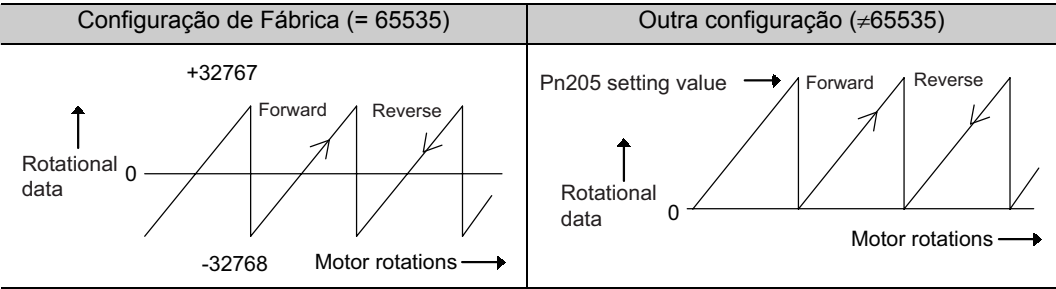 Configuração de Fábrica (= 65535)
Outra configuração (≠65535)
+32767
Forward
Reverse
Rotational
data
0
-32768
Motor rotations
Pn205 setting value
Forward
Reverse
Rotational
data
0
Motor rotations